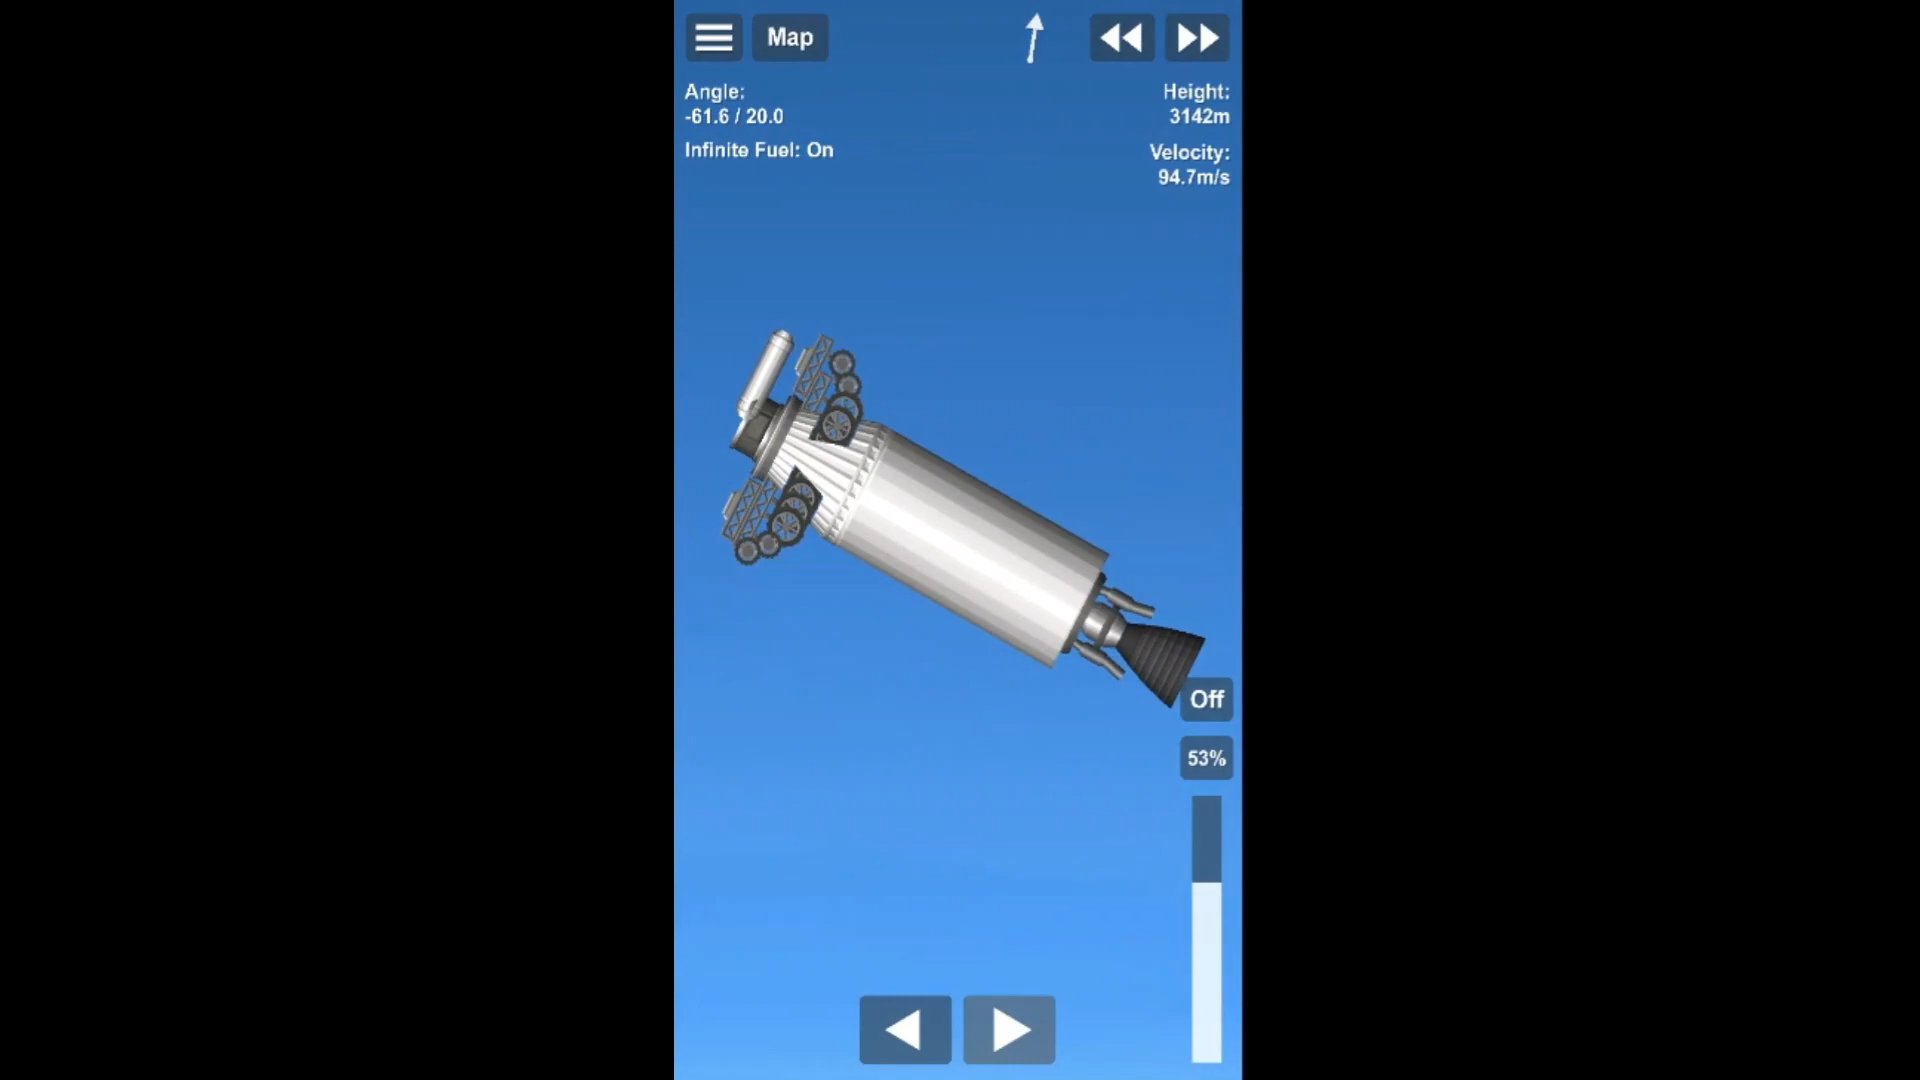 Map
Angle:
-61.6 / 20.0
Infinite Fuel: On
Height:
3142m
Velocity:
94.7m/s
Off
53%